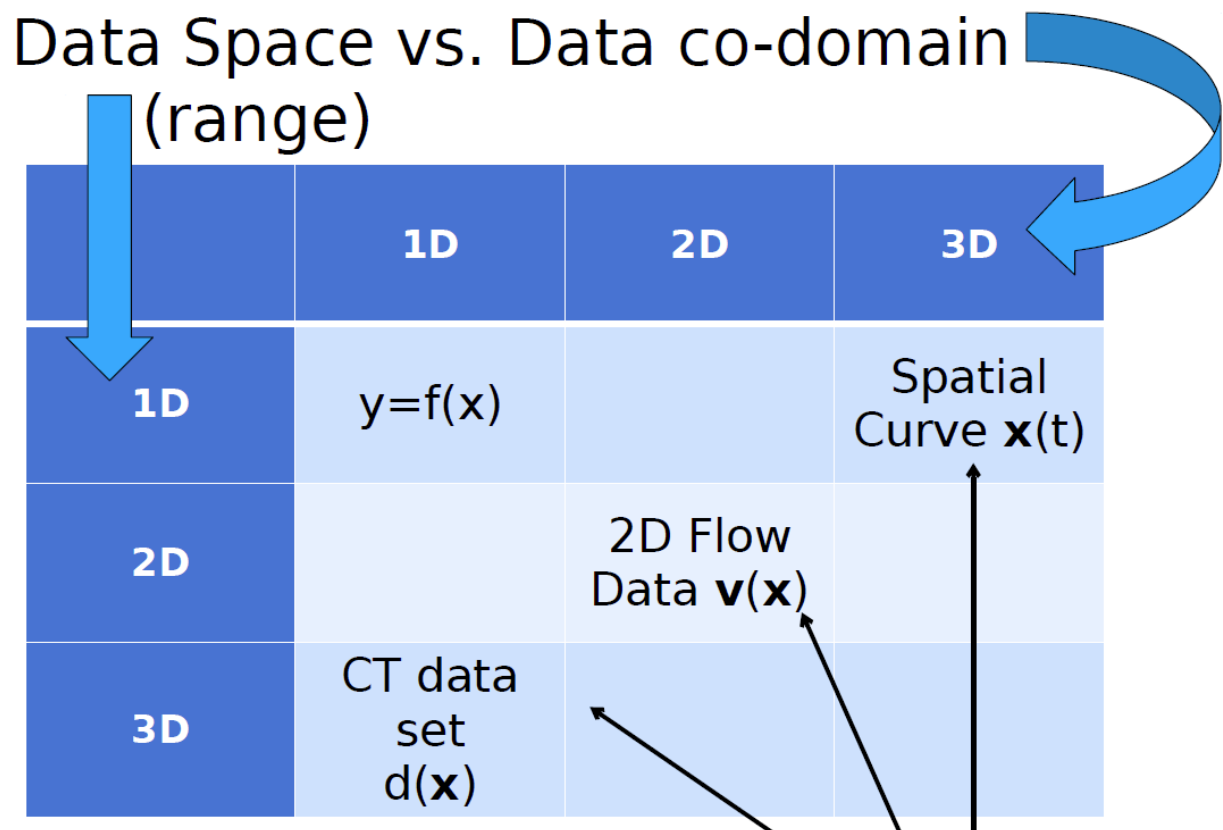 Data Space vs. Data co-domain
(range)
1D 2D 3D
1D y=f(x) Spatial
Curve x(t)
2D 2D Flow
Data v(x)
3D CT data
set
d(x)